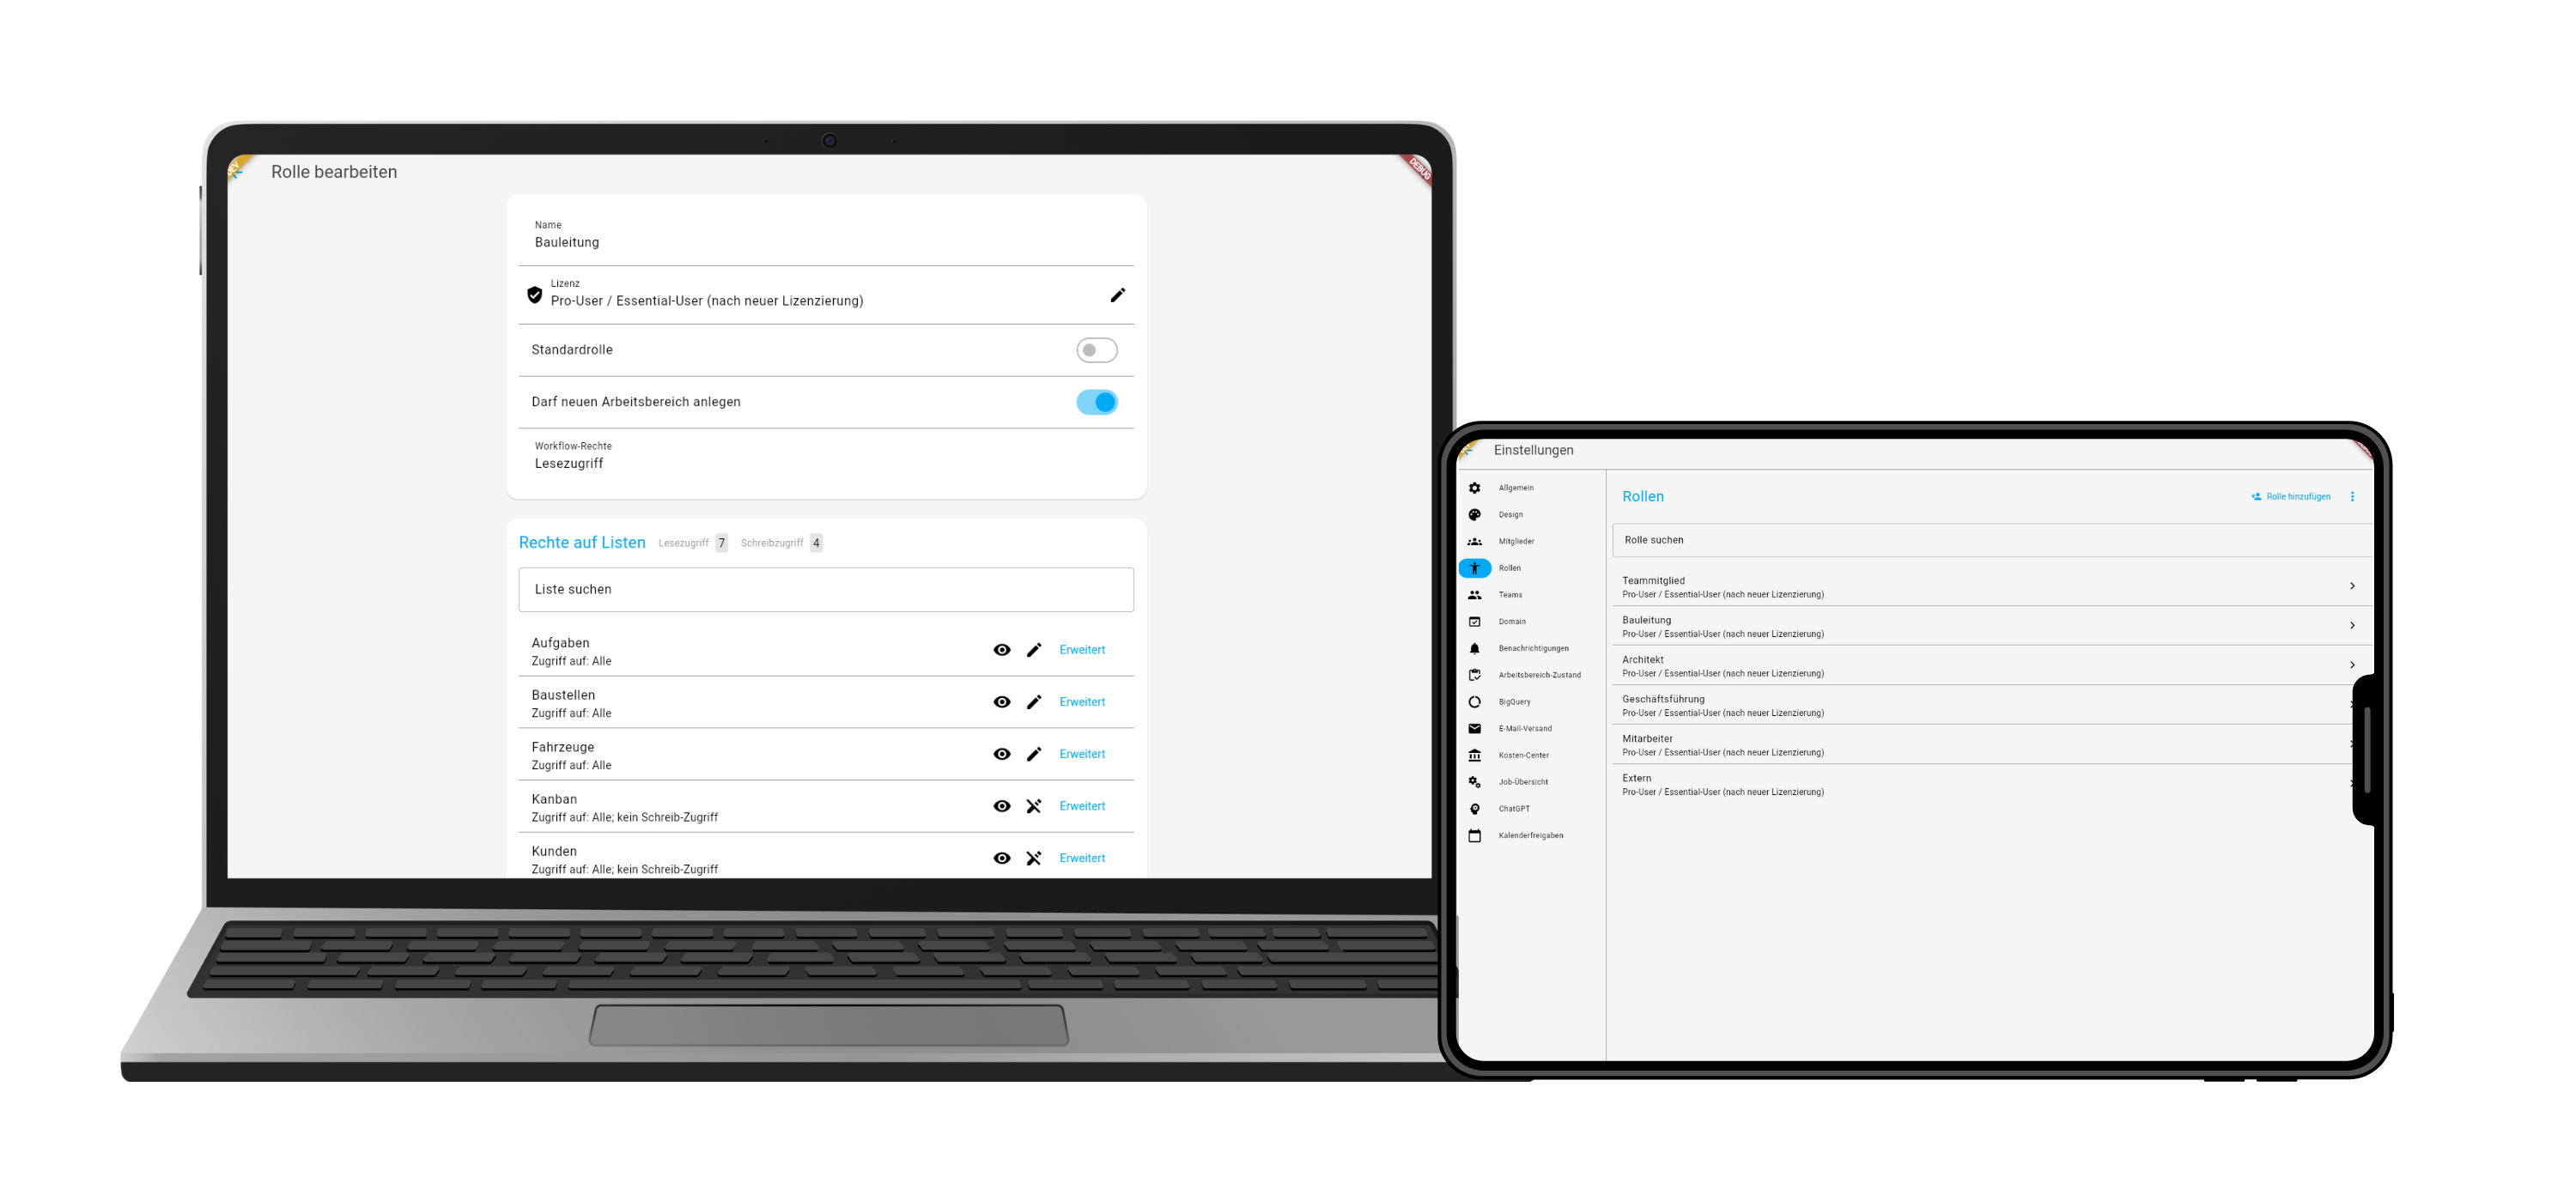 Rolle bearbeiten
DEBUG
Name
Bauleitung
Lizenz
Pro-User / Essential-User (nach neuer Lizenzierung)
Standardrolle
Darf neuen Arbeitsbereich anlegen
Workflow-Rechte
Lesezugriff
Rechte auf Listen Lesezugriff 7 Schreibzugriff 4
Liste suchen
Aufgaben
Zugriff auf: Alle
Erweitert
Baustellen
Zugriff auf: Alle
Erweitert
Fahrzeuge
Zugriff auf: Alle
Erweitert
Kanban
Zugriff auf: Alle; kein Schreib-Zugriff
Erweitert
Kunden
Zugriff auf: Alle; kein Schreib-Zugriff
Erweitert
Einstellungen
Allgemein
Design
Mitglieder
Rollen
Teams
Domain
Benachrichtigungen
Arbeitsbereich-Zustand
BigQuery
E-Mail-Versand
Kosten-Center
Job-Übersicht
ChatGPT
Kalenderfreigaben
Rollen
Rolle hinzufügen
Rolle suchen
Teammitglied
Pro-User / Essential-User (nach neuer Lizenzierung)
Bauleitung
Pro-User / Essential-User (nach neuer Lizenzierung)
Architekt
Pro-User / Essential-User (nach neuer Lizenzierung)
Geschäftsführung
Pro-User / Essential-User (nach neuer Lizenzierung)
Mitarbeiter
Pro-User / Essential-User (nach neuer Lizenzierung)
Extern
Pro-User / Essential-User (nach neuer Lizenzierung)